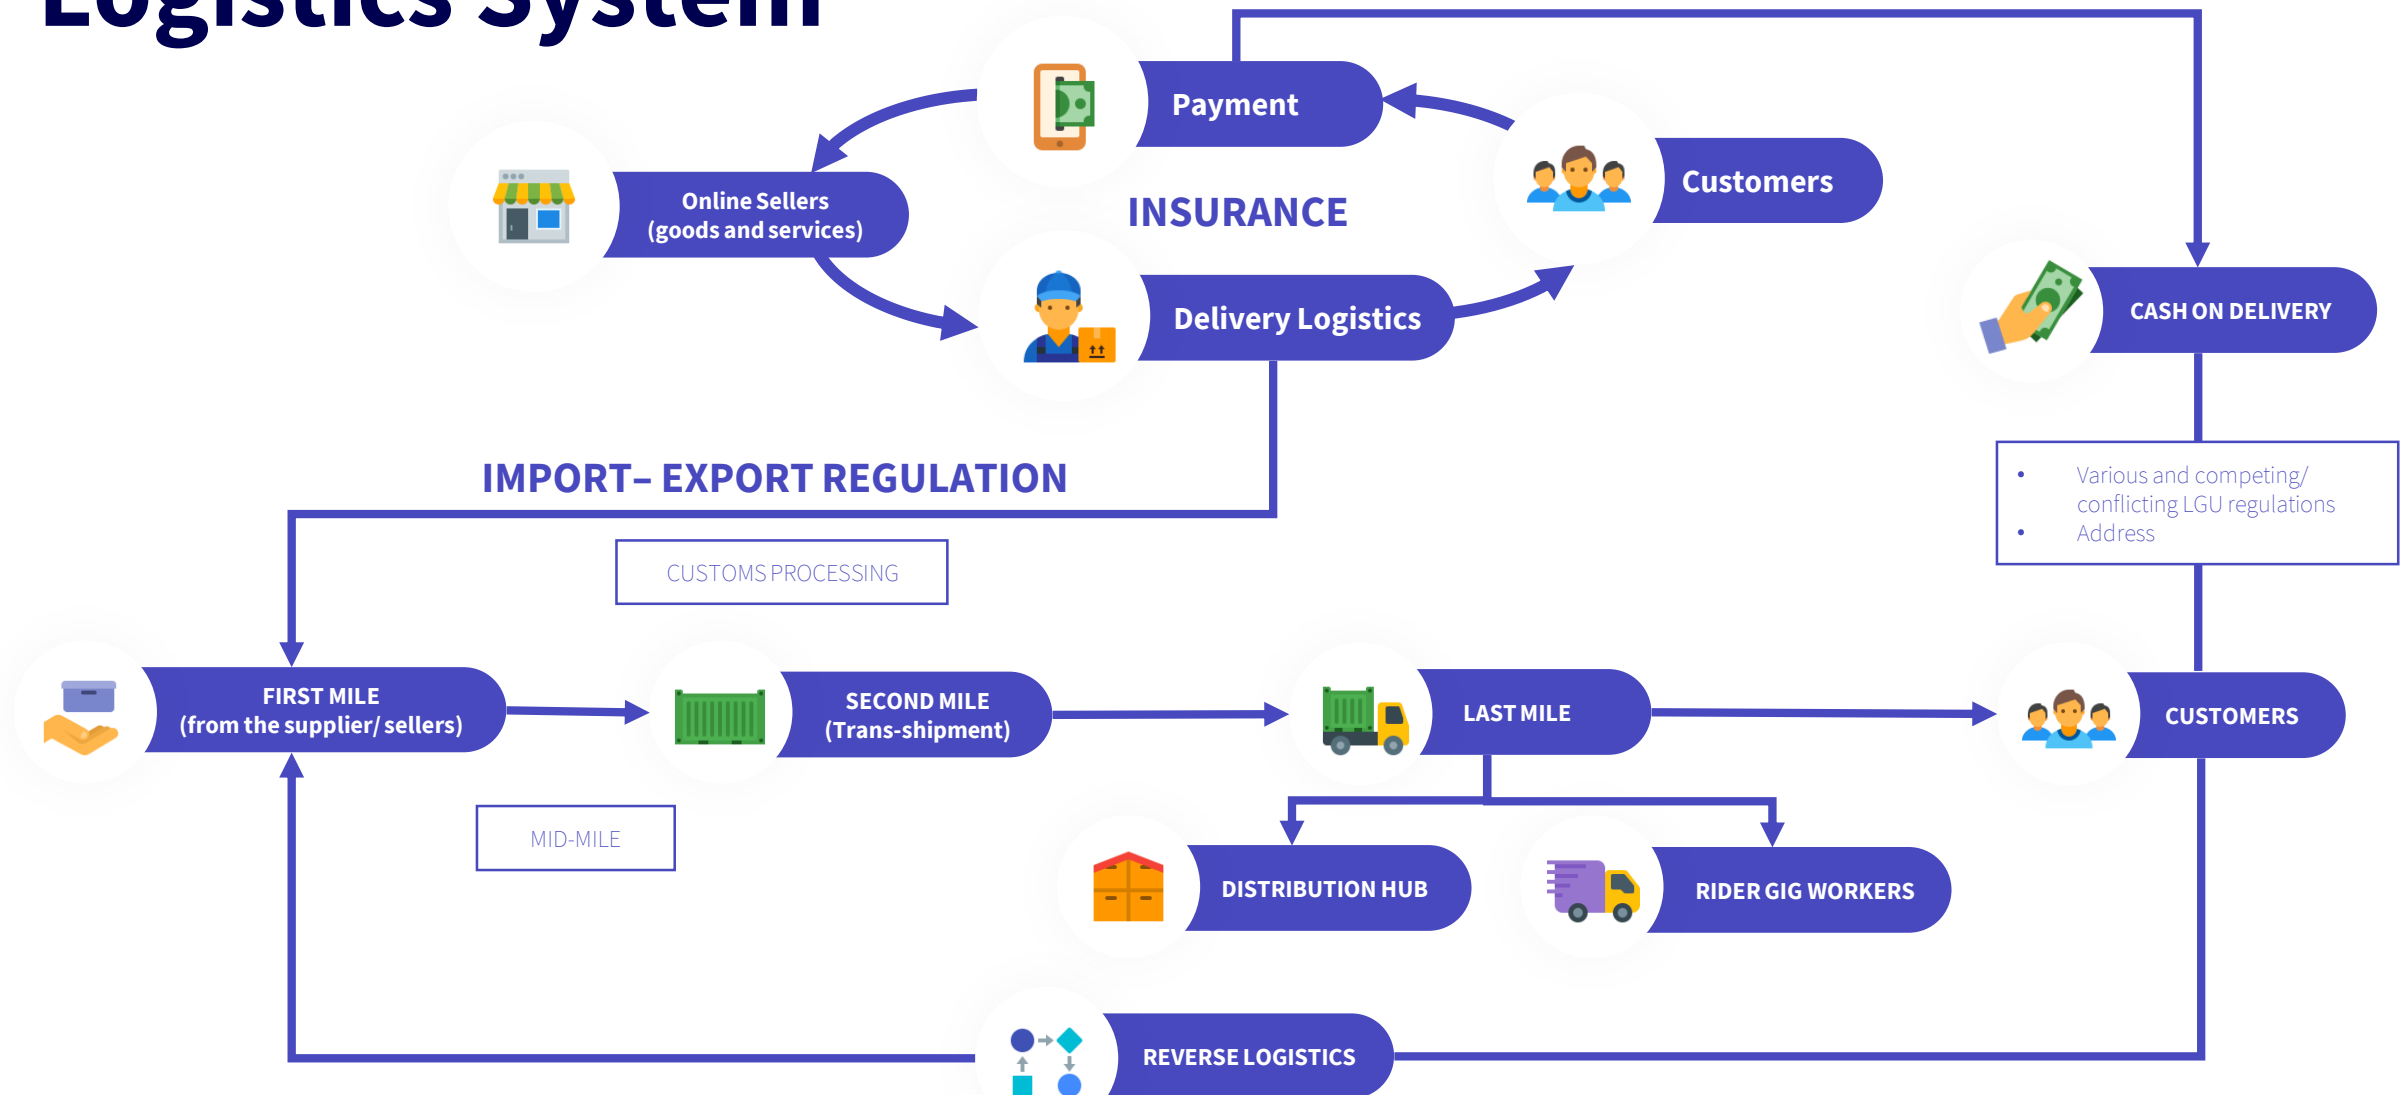 Logistics System
Payment
Customers
Online Sellers
(goods and services)
INSURANCE
Delivery Logistics
CASH ON DELIVERY
IMPORT– EXPORT REGULATION
• Various and competing/
conflicting LGU regulations
• Address
CUSTOMS PROCESSING
FIRST MILE
(from the supplier/ sellers)
SECOND MILE
(Trans-shipment)
LAST MILE
CUSTOMERS
MID-MILE
DISTRIBUTION HUB
RIDER GIG WORKERS
REVERSE LOGISTICS